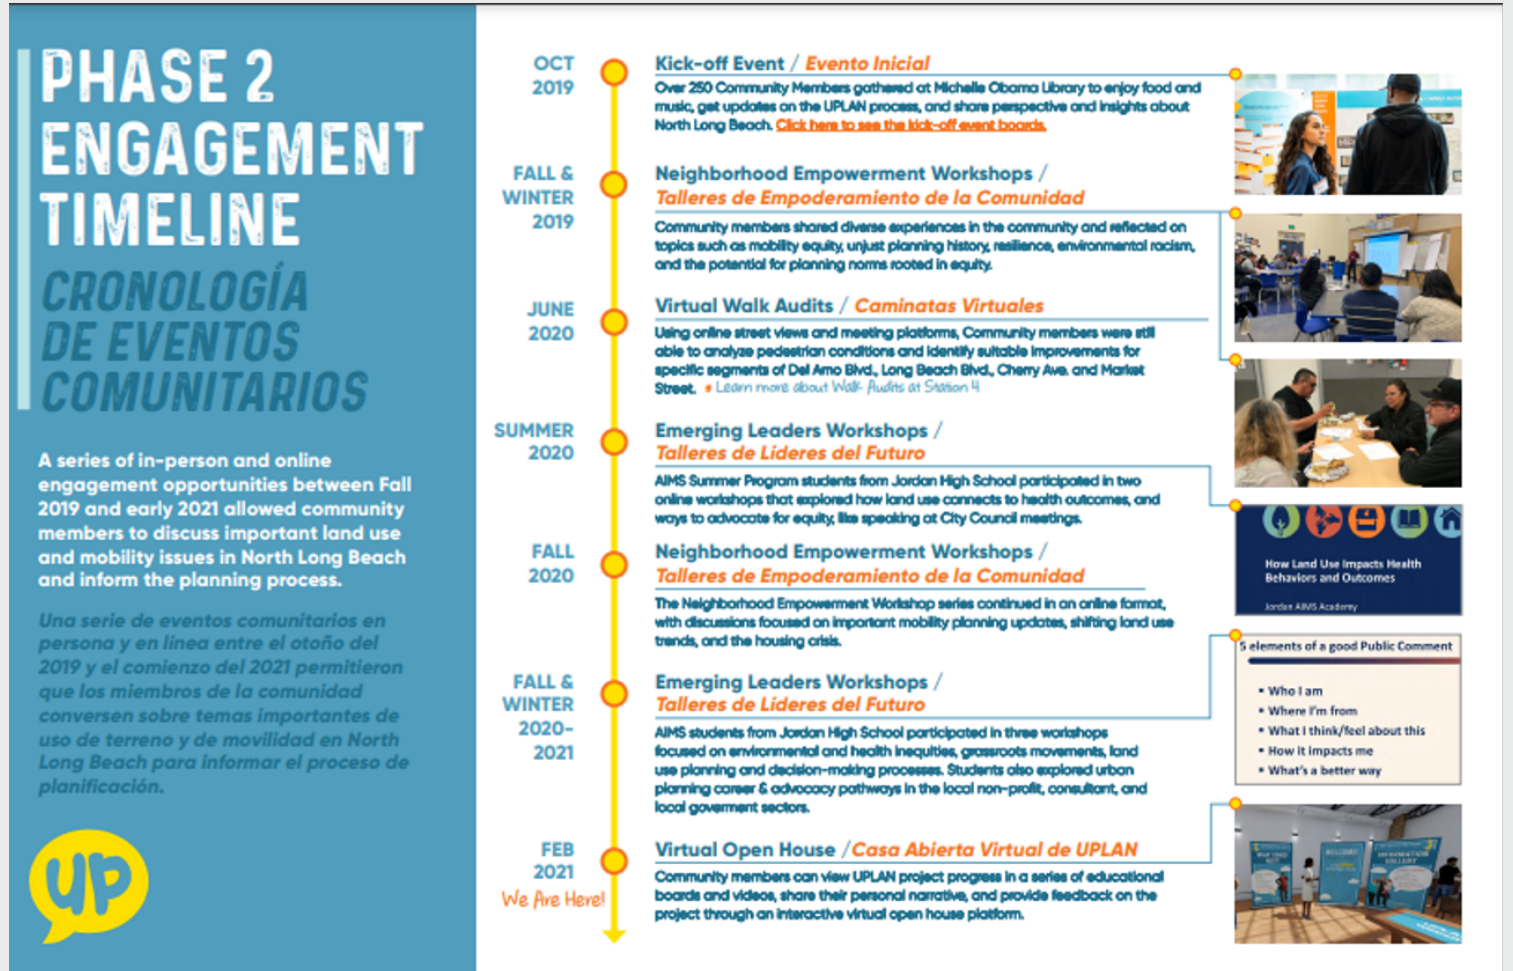 PHASE 2
ENGAGEMENT
TIMELINE
CRONOLOGÍA
DE EVENTOS
COMUNITARIOS
A series of in-person and online
engagement opportunities between Fall
2019 and early 2021 allowed community
members to discuss important land use
and mobility issues in North Long Beach
and inform the planning process.
Una serie de eventos comunitarios en
persona y en línea entre el otoño del
2019 y el comienzo del 2021 permitieron
que los miembros de la comunidad
conversen sobre temas importantes de
uso de terreno y de movilidad en North
Long Beach para informar el proceso de
planificación.
UP
OCT
2019
Kick-off Event / Evento Inicial
Over 250 Community Members gathered at Michelle Obama Library to enjoy food and
music, get updates on the UPLAN process, and share perspective and insights about
North Long Beach. Click here to see the kick-off event boards.
FALL &
WINTER
2019
Neighborhood Empowerment Workshops /
Talleres de Empoderamiento de la Comunidad
Community members shared diverse experiences in the community and reflected on
topics such as mobility equity, unjust planning history, resilience, environmental racism,
and the potential for planning norms rooted in equity.
JUNE
2020
Virtual Walk Audits / Caminatas Virtuales
Using online street views and meeting platforms, Community members were still
able to analyze pedestrian conditions and identify suitable improvements for
specific segments of Del Amo Blvd., Long Beach Blvd., Cherry Ave. and Market
Street. * Learn more about Walk Audits at Station 4
SUMMER
2020
Emerging Leaders Workshops /
Talleres de Lideres del Futuro
AIMS Summer Program students from Jordan High School participated in two
online workshops that explored how land use connects to health outcomes, and
ways to advocate for equity, like speaking at City Council meetings.
FALL
2020
Neighborhood Empowerment Workshops /
Talleres de Empoderamiento de la Comunidad
The Neighborhood Empowerment Workshop series continued in an online format,
with discussions focused on important mobility planning updates, shifting land use
trends, and the housing crisis.
FALL &
WINTER
2020-
2021
Emerging Leaders Workshops /
Talleres de Lideres del Futuro
AIMS students from Jordan High School participated in three workshops
focused on environmental and health inequities, grassroots movements, land
use planning and decision-making processes. Students also explored urban
planning career & advocacy pathways in the local non-profit, consultant, and
local goverment sectors.
FEB
2021
We Are Here!
Virtual Open House / Casa Abierta Virtual de UPLAN
Community members can view UPLAN project progress in a series of educational
boards and videos, share their personal narrative, and provide feedback on the
project through an interactive virtual open house platform.
How Land Use Impacts Health
Behaviors and Outcomes
Jordan AIMS Academy
5 elements of a good Public Comment
• Who I am
• Where I'm from
• What I think/feel about this
• How it impacts me
• What's a better way
WELCOME!
INFORMATION
GALLERY